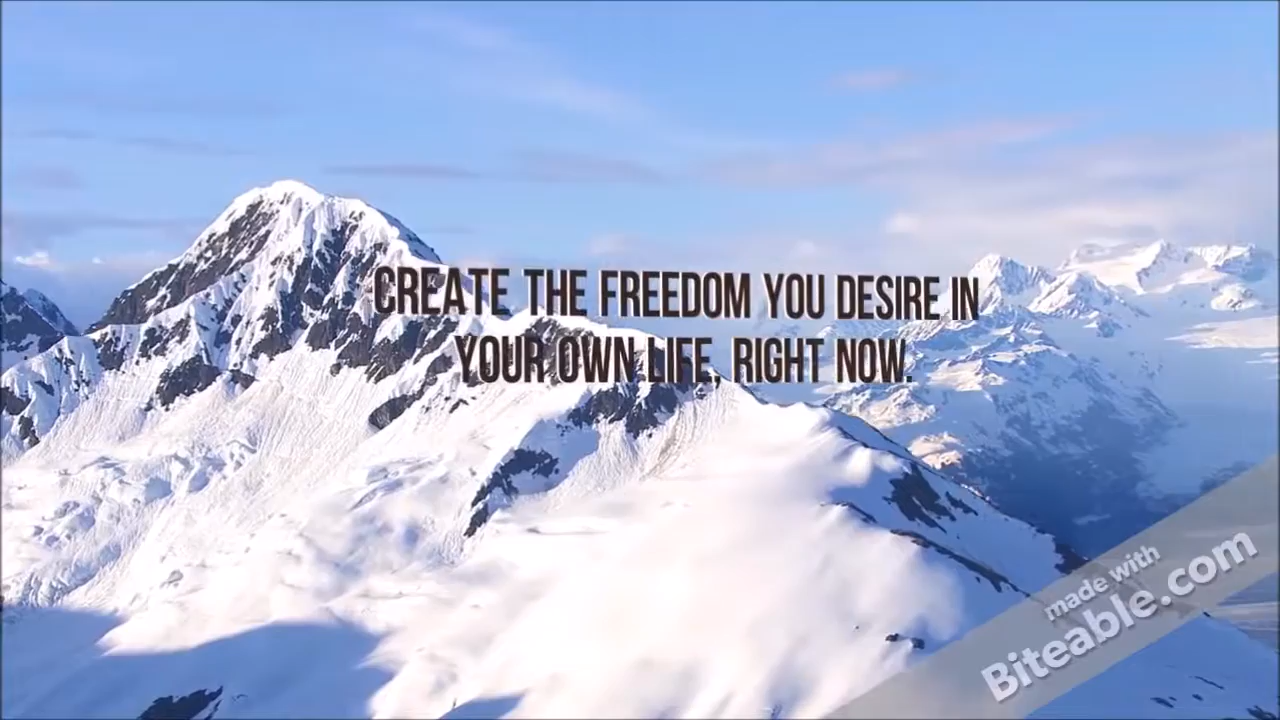 CREATE THE FREEDOM YOU DESIRE IN
YOUR OWN LIFE, RIGHT NOW.
made with
Biteable.com